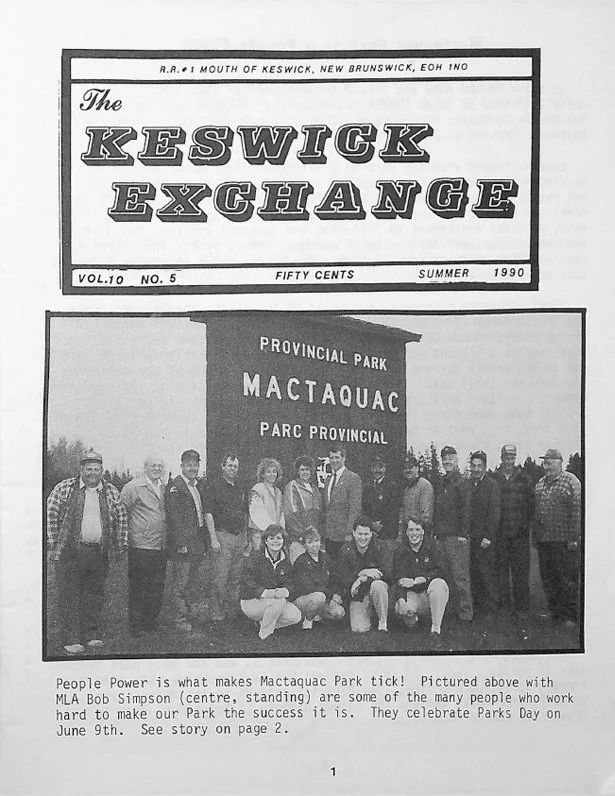 R.R.#1 MOUTH OF KESWICK, NEW BRUNSWICK, EOH 1NO
The
KESWICK
EXCHANGE
VOL.10 NO. 5 FIFTY CENTS SUMMER 1990
PROVINCIAL PARK
MACTAQUAC
PARC PROVINCIAL
People Power is what makes Mactaquac Park tick! Pictured above with
MLA Bob Simpson (centre, standing) are some of the many people who work
hard to make our Park the success it is. They celebrate Parks Day on
June 9th. See story on page 2.
1